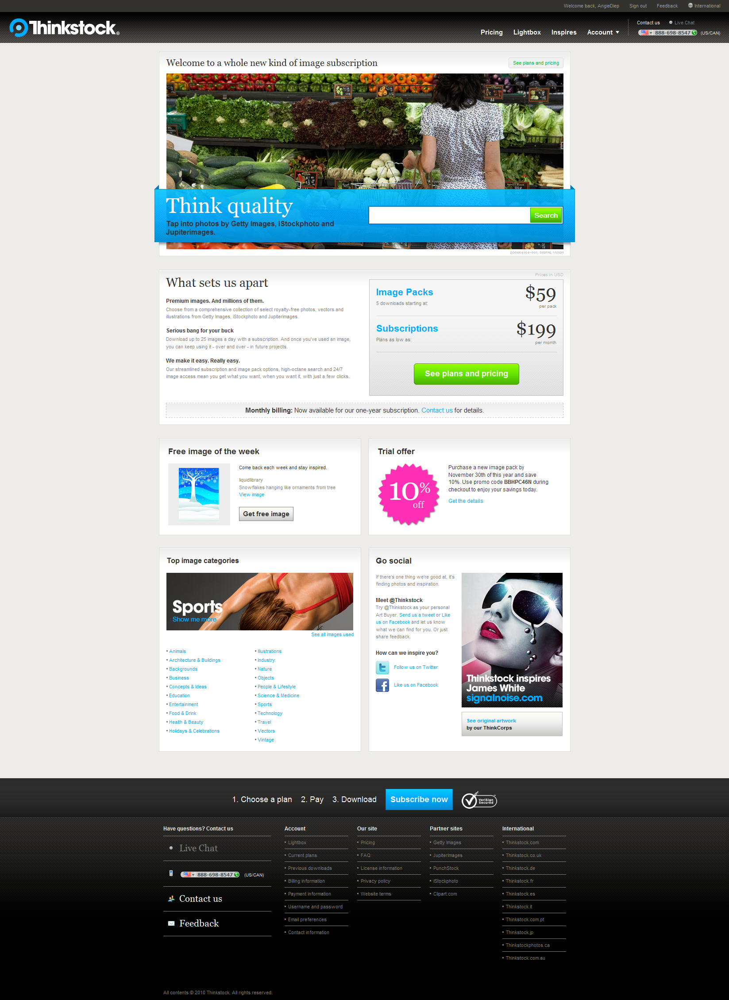 Welcome back, AngieDiep Sign out Feedback International
Thinkstock®
Contact us Live Chat
Pricing Lightbox Inspires Account
888-698-8547 (US/CAN)
Welcome to a whole new kind of image subscription
See plans and pricing
Think quality
Tap into photos by Getty Images, iStockphoto and
Jupiterimages.
Search
200464164-001, DIGITAL VISION
What sets us apart
Premium images. And millions of them.
Choose from a comprehensive collection of select royalty-free photos, vectors and
illustrations from Getty Images, iStockphoto and Jupiterimages.
Serious bang for your buck
Download up to 25 images a day with a subscription. And once you've used an image,
you can keep using it - over and over - in future projects.
We make it easy. Really easy.
Our streamlined subscription and image pack options, high-octane search and 24/7
image access mean you get what you want, when you want it, with just a few clicks.
Prices in USD
Image Packs
5 downloads starting at:
$59
per pack
Subscriptions
Plans as low as:
$199
per month
See plans and pricing
Monthly billing: Now available for our one-year subscription. Contact us for details.
Free image of the week
Come back each week and stay inspired.
liquidlibrary
Snowflakes hanging like ornaments from tree
View image
Get free image
Trial offer
10%
off
Purchase a new image pack by
November 30th of this year and save
10%. Use promo code BBHPC46N during
checkout to enjoy your savings today.
Get the details
Top image categories
Sports
Show me more
See all images used
Animals
Architecture & Buildings
Backgrounds
Business
Concepts & Ideas
Education
Entertainment
Food & Drink
Health & Beauty
Holidays & Celebrations
Illustrations
Industry
Nature
Objects
People & Lifestyle
Science & Medicine
Sports
Technology
Travel
Vectors
Vintage
Go social
If there's one thing we're good at, it's
finding photos and inspiration.
Meet @Thinkstock
Try @Thinkstock as your personal
Art Buyer. Send us a tweet or Like
us on Facebook and let us know
what we can find for you. Or just
share feedback.
How can we inspire you?
Follow us on Twitter
Like us on Facebook
Thinkstock inspires
James White
signalnoise.com
See original artwork
by our ThinkCorps
1. Choose a plan 2. Pay 3. Download Subscribe now
VeriSign
Secured
Have questions? Contact us
Live Chat
888-698-8547 (US/CAN)
Contact us
Feedback
Account
Lightbox
Current plans
Previous downloads
Billing information
Payment information
Username and password
Email preferences
Contact information
Our site
Pricing
FAQ
License information
Privacy policy
Website terms
Partner sites
Getty Images
Jupiterimages
PunchStock
iStockphoto
Clipart.com
International
Thinkstock.com
Thinkstock.co.uk
Thinkstock.de
Thinkstock.fr
Thinkstock.es
Thinkstock.it
Thinkstock.com.pt
Thinkstock.jp
Thinkstockphotos.ca
Thinkstock.com.au
All contents © 2010 Thinkstock. All rights reserved.